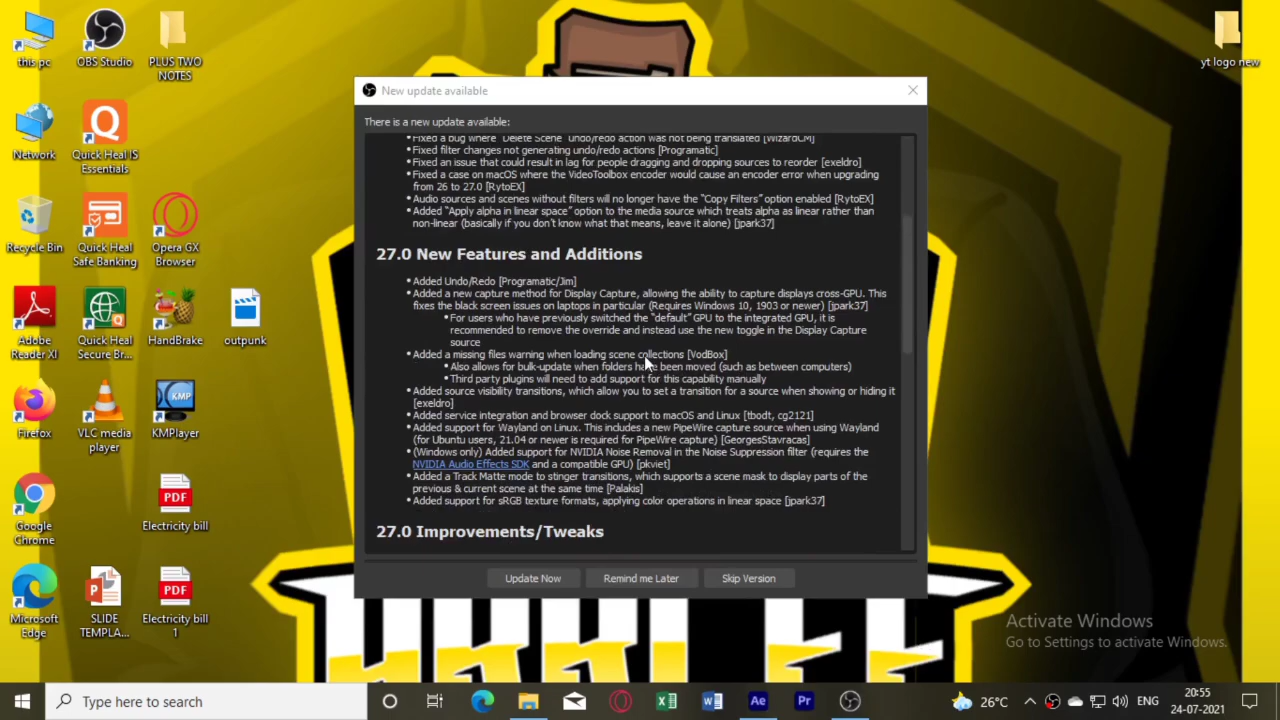 this pc
OBS Studio
PLUS TWO
NOTES
yt logo new
Network
Quick Heal IS
Essentials
Recycle Bin
Quick Heal
Safe Banking
Opera GX
Browser
Adobe
Reader XI
Quick Heal
Secure Br...
HandBrake
outpunk
Firefox
VLC media
player
KMPlayer
Google
Chrome
Electricity bill
Microsoft
Edge
SLIDE
TEMPLA...
Electricity bill
1
New update available
There is a new update available:
•Fixed a bug where "Delete Scene" undo/redo action was not being translated [WizardCM]
•Fixed filter changes not generating undo/redo actions [Programatic]
•Fixed an issue that could result in lag for people dragging and dropping sources to reorder [exeldro]
•Fixed a case on macOS where the VideoToolbox encoder would cause an encoder error when upgrading
from 26 to 27.0 [RytoEX]
•Audio sources and scenes without filters will no longer have the “Copy Filters” option enabled [RytoEX]
•Added “Apply alpha in linear space” option to the media source which treats alpha as linear rather than
non-linear (basically if you don’t know what that means, leave it alone) [jpark37]
27.0 New Features and Additions
•Added Undo/Redo [Programatic/Jim]
•Added a new capture method for Display Capture, allowing the ability to capture displays cross-GPU. This
fixes the black screen issues on laptops in particular (Requires Windows 10, 1903 or newer) [jpark37]
•For users who have previously switched the “default” GPU to the integrated GPU, it is
recommended to remove the override and instead use the new toggle in the Display Capture
source
•Added a missing files warning when loading scene collections [VodBox]
•Also allows for bulk-update when folders have been moved (such as between computers)
•Third party plugins will need to add support for this capability manually
•Added source visibility transitions, which allow you to set a transition for a source when showing or hiding it
[exeldro]
•Added service integration and browser dock support to macOS and Linux [tbodt, cg2121]
•Added support for Wayland on Linux. This includes a new PipeWire capture source when using Wayland
(for Ubuntu users, 21.04 or newer is required for PipeWire capture) [GeorgesStavracas]
•(Windows only) Added support for NVIDIA Noise Removal in the Noise Suppression filter (requires the
NVIDIA Audio Effects SDK and a compatible GPU) [pkviet]
•Added a Track Matte mode to stinger transitions, which supports a scene mask to display parts of the
previous & current scene at the same time [Palakis]
•Added support for sRGB texture formats, applying color operations in linear space [jpark37]
27.0 Improvements/Tweaks
Update Now
Remind me Later
Skip Version
Activate Windows
Go to Settings to activate Windows.
Type here to search
26°C
ENG
20:55
24-07-2021